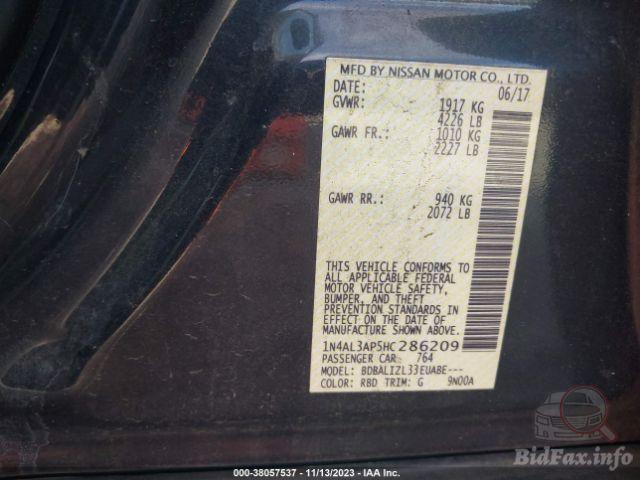 MFD BY NISSAN MOTOR CO., LTD.
DATE: 06/17
GVWR: 1917 KG
4226 LB
GAWR FR.: 1010 KG
2227 LB
GAWR RR.: 940 KG
2072 LB
THIS VEHICLE CONFORMS TO
ALL APPLICABLE FEDERAL
MOTOR VEHICLE SAFETY,
BUMPER, AND THEFT
PREVENTION STANDARDS IN
EFFECT ON THE DATE OF
MANUFACTURE SHOWN ABOVE.
1N4AL3AP5HC286209
PASSENGER CAR 764
MODEL: BDBALIZL33EUABE---
COLOR: RBD TRIM: G 9N00A
BidFax.info
000-38057537 - 11/13/2023 - IAA Inc.